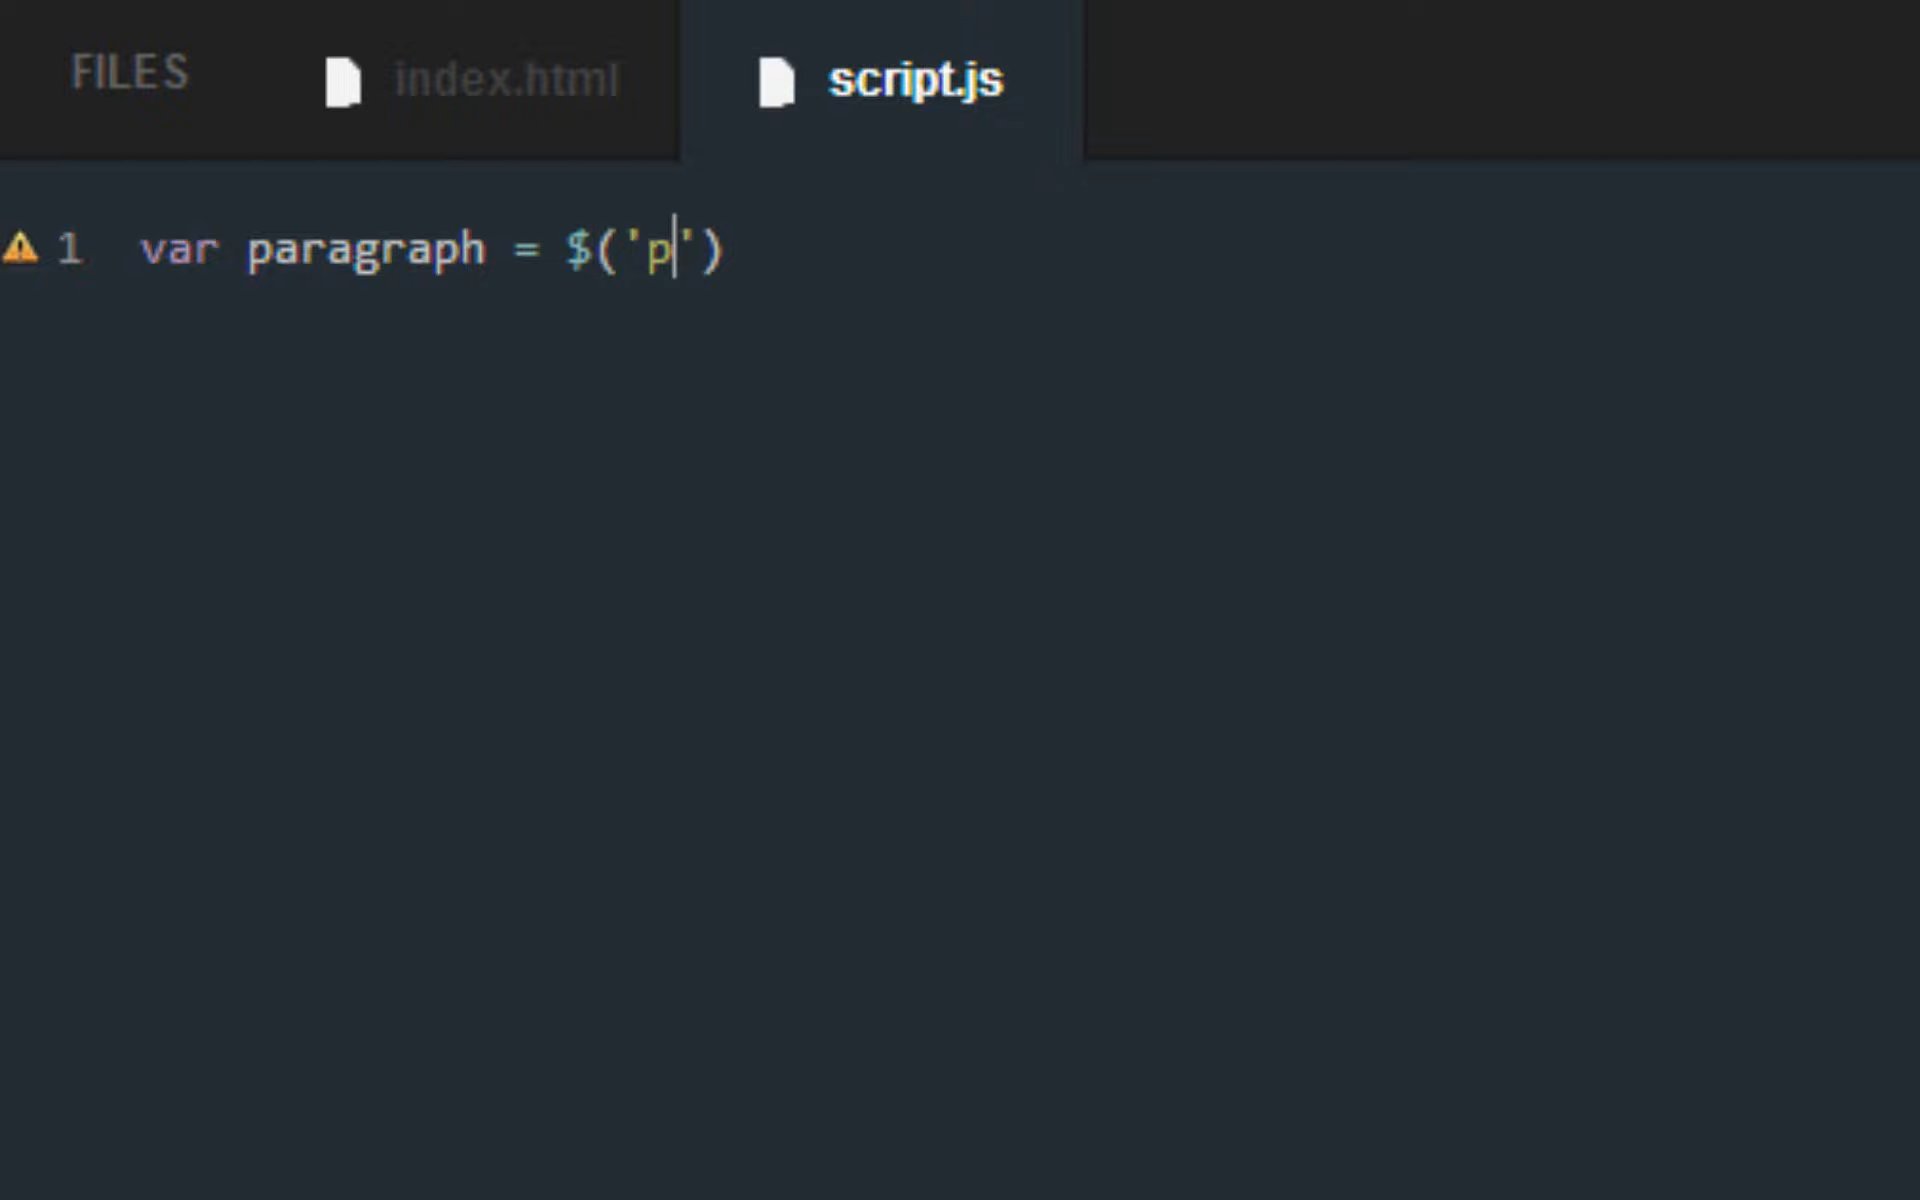 FILES index.html script.js
1 var paragraph = $('p')